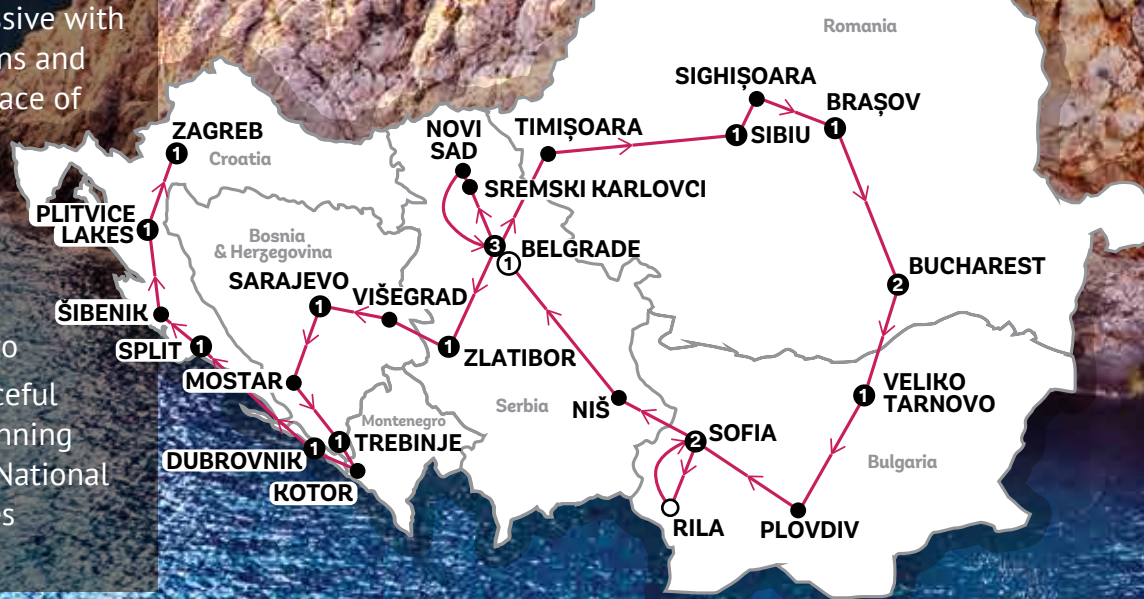 ssive with
ns and
ace of
o
ceful
nning
National
es
Romania
SIGHIȘOARA
BRAȘOV
1
NOVI
SAD
TIMIȘOARA
1 SIBIU
ZAGREB
1
Croatia
SREMSKI KARLOVCI
PLITVICE
LAKES
1
Bosnia
& Herzegovina
3
1
BELGRADE
BUCHAREST
2
SARAJEVO
1
VIŠEGRAD
ŠIBENIK
SPLIT
1
1
ZLATIBOR
MOSTAR
VELIKO
TARNOVO
1
Serbia
NIŠ
Montenegro
1
TREBINJE
2
SOFIA
DUBROVNIK
1
Bulgaria
KOTOR
RILA
PLOVDIV